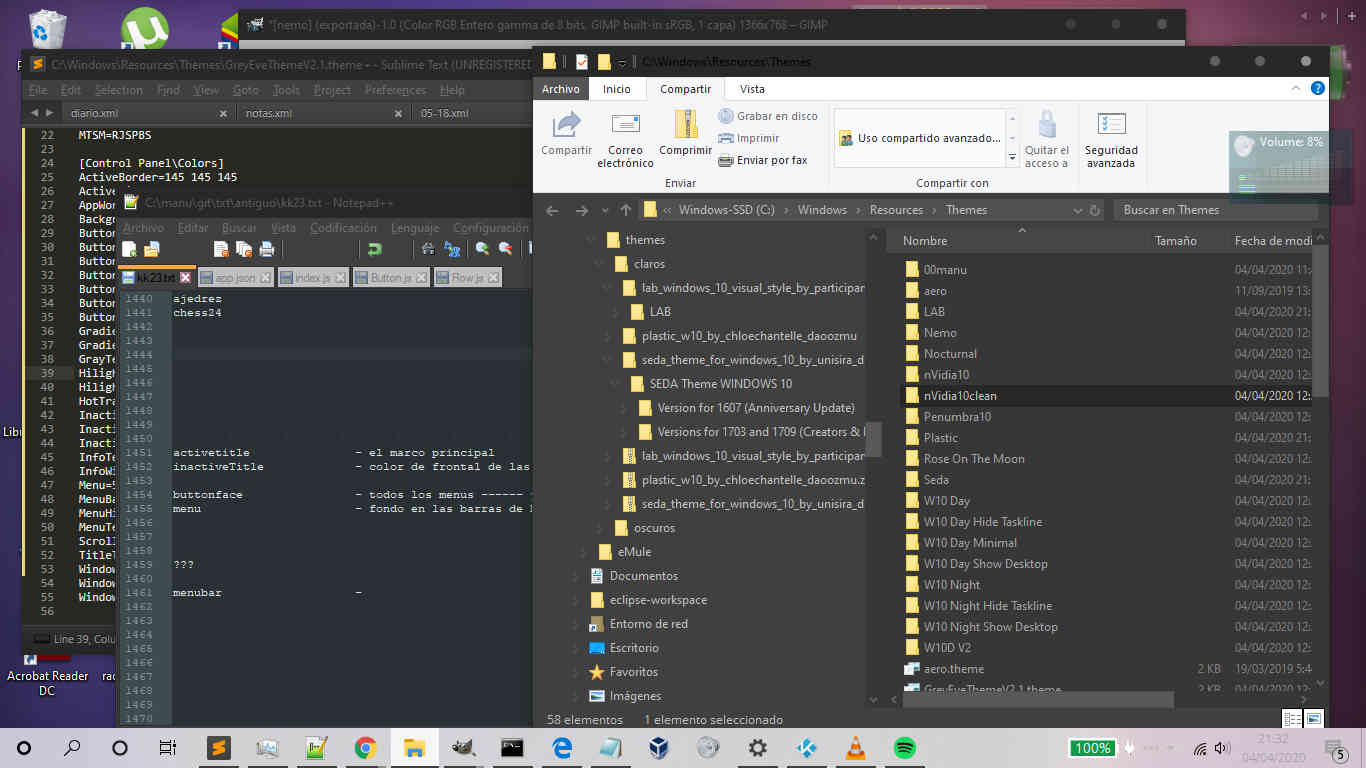 *[nemo] (exportada)-1.0 (Color RGB Entero gamma de 8 bits, GIMP built-in sRGB, 1 capa) 1366x768 – GIMP
C:\Windows\Resources\Themes\GreyEveThemeV2.1.theme • - Sublime Text (UNREGISTERED
File Edit Selection Find View Goto Tools Project Preferences Help
diario.xml × notas.xml × 05-18.xml
22 MTSM=RJSPBS
23
24 [Control Panel\Colors]
25 ActiveBorder=145 145 145
26
27 AppWor
28 Backgr
29 Button
30 Button
31 Button
32 Button
33 Button
34 Button
35 Button
36 Gradie
37 Gradie
38 GrayTe
39 Hiligh
40 Hiligh
41 HotTra
42 Inacti
43 Inacti
44 Inacti
45 InfoTe
46 InfoWi
47 Menu=5
48 MenuBa
49 MenuHi
50 MenuTe
51 Scroll
52 TitleT
53 Window
54 Window
55 Window
56
Line 39, Colu
C:\manu\git\txt\antiguo\kk23.txt - Notepad++
Archivo Editar Buscar Vista Codificación Lenguaje Configuración
kk23.txt app.json index.js Button.js Row.js
1440 ajedrez
1441 chess24
1442
1443
1444
1445
1446
1447
1448
1449
1450
1451 activetitle - el marco principal
1452 inactiveTitle - color de frontal de las
1453
1454 buttonface - todos los menus ------
1455 menu - fondo en las barras de
1456
1457
1458
1459 ???
1460
1461 menubar -
1462
1463
1464
1465
1466
1467
1468
1469
1470
C:\Windows\Resources\Themes
Archivo Inicio Compartir Vista
Compartir
Correo electrónico
Comprimir
Grabar en disco
Imprimir
Enviar por fax
Enviar
Uso compartido avanzado...
Compartir con
Quitar el acceso a
Seguridad avanzada
Volume: 8%
« Windows-SSD (C:) › Windows › Resources › Themes
Buscar en Themes
themes
claros
lab_windows_10_visual_style_by_participan
LAB
plastic_w10_by_chloechantelle_daozmu
seda_theme_for_windows_10_by_unisira_d
SEDA Theme WINDOWS 10
Version for 1607 (Anniversary Update)
Versions for 1703 and 1709 (Creators &
lab_windows_10_visual_style_by_participan
plastic_w10_by_chloechantelle_daoozmu.z
seda_theme_for_windows_10_by_unisira_d
oscuros
eMule
Documentos
eclipse-workspace
Entorno de red
Escritorio
Favoritos
Imágenes
Nombre Tamaño Fecha de modi
00manu 04/04/2020 11:
aero 11/09/2019 13:
LAB 04/04/2020 21:
Nemo 04/04/2020 12:
Nocturnal 04/04/2020 12:
nVidia10 04/04/2020 12:
nVidia10clean 04/04/2020 12:
Penumbra10 04/04/2020 12:
Plastic 04/04/2020 21:
Rose On The Moon 04/04/2020 12:
Seda 04/04/2020 21:
W10 Day 04/04/2020 12:
W10 Day Hide Taskline 04/04/2020 12:
W10 Day Minimal 04/04/2020 12:
W10 Day Show Desktop 04/04/2020 12:
W10 Night 04/04/2020 12:
W10 Night Hide Taskline 04/04/2020 12:
W10 Night Show Desktop 04/04/2020 12:
W10D V2 04/04/2020 12:
aero.theme 2 KB 19/03/2019 5:4
GreyEveThemeV2.1.theme 2 KB 04/04/2020 12:
58 elementos 1 elemento seleccionado
Acrobat Reader DC
100%
21:32
04/04/2020
5